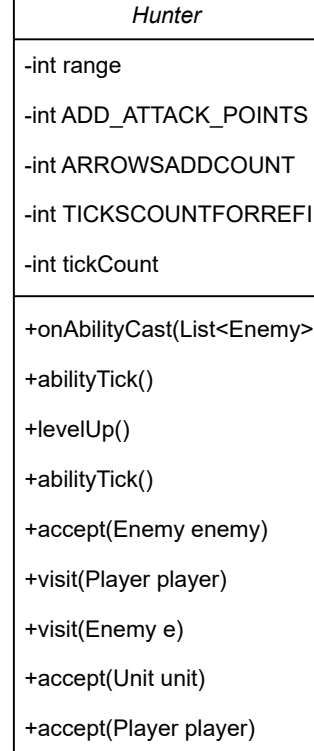 Hunter
-int range
-int ADD_ATTACK_POINTS
-int ARROWSADDCOUNT
-int TICKSCOUNTFORREFI
-int tickCount
+onAbilityCast(List<Enemy>
+abilityTick()
+levelUp()
+abilityTick()
+accept(Enemy enemy)
+visit(Player player)
+visit(Enemy e)
+accept(Unit unit)
+accept(Player player)